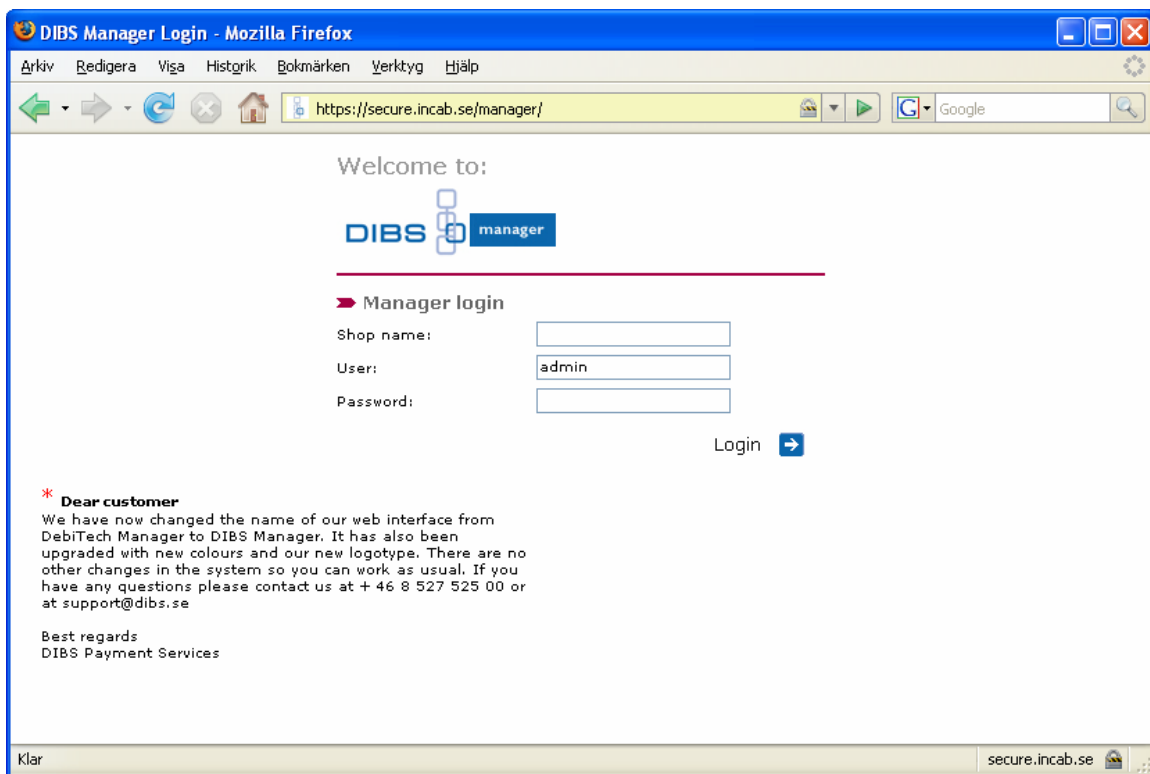 DIBS Manager Login - Mozilla Firefox
Arkiv Redigera Visa Historik Bokmärken Verktyg Hjälp
https://secure.incab.se/manager/ G Google
Welcome to:
DIBS manager
Manager login
Shop name:
User: admin
Password:
Login
* Dear customer
We have now changed the name of our web interface from
DebiTech Manager to DIBS Manager. It has also been
upgraded with new colours and our new logotype. There are no
other changes in the system so you can work as usual. If you
have any questions please contact us at + 46 8 527 525 00 or
at support@dibs.se
Best regards
DIBS Payment Services
Klar secure.incab.se